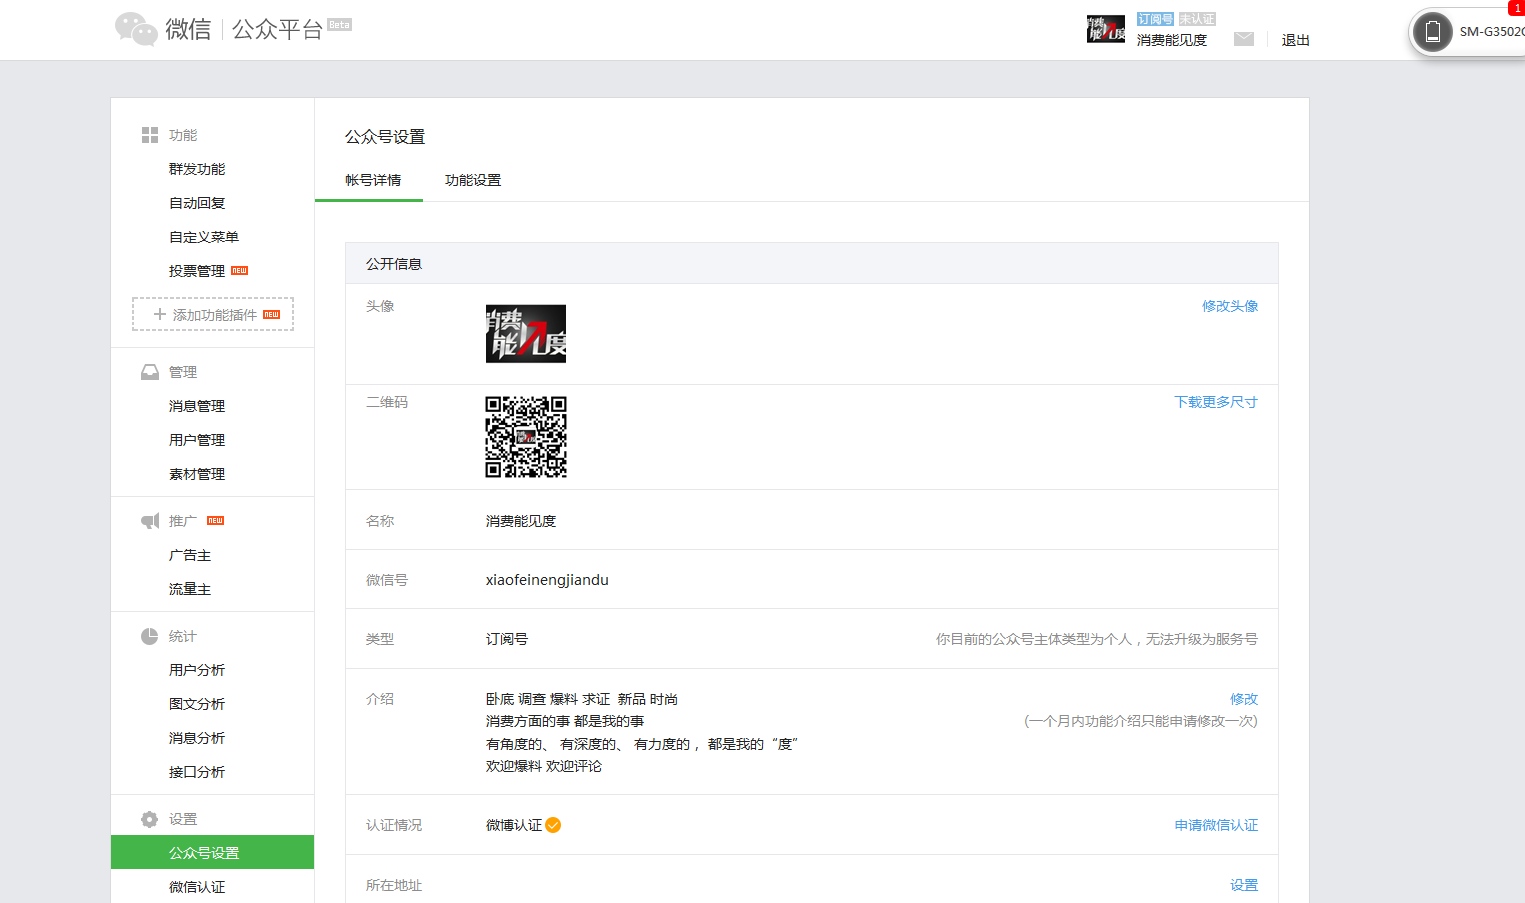 微信 公众平台 Beta
订阅号 未认证
消费能见度
退出
1
SM-G3502
功能
群发功能
自动回复
自定义菜单
投票管理 NEW
添加功能插件 NEW
管理
消息管理
用户管理
素材管理
推广 NEW
广告主
流量主
统计
用户分析
图文分析
消息分析
接口分析
设置
公众号设置
微信认证
公众号设置
帐号详情 功能设置
公开信息
头像 消费能见度 修改头像
二维码 下载更多尺寸
名称 消费能见度
微信号 xiaofeinengjiandu
类型 订阅号 你目前的公众号主体类型为个人，无法升级为服务号
介绍 卧底 调查 爆料 求证 新品 时尚 修改
消费方面的事 都是我的事 (一个月内功能介绍只能申请修改一次)
有角度的、 有深度的、 有力度的， 都是我的“度”
欢迎爆料 欢迎评论
认证情况 微博认证 申请微信认证
所在地址 设置